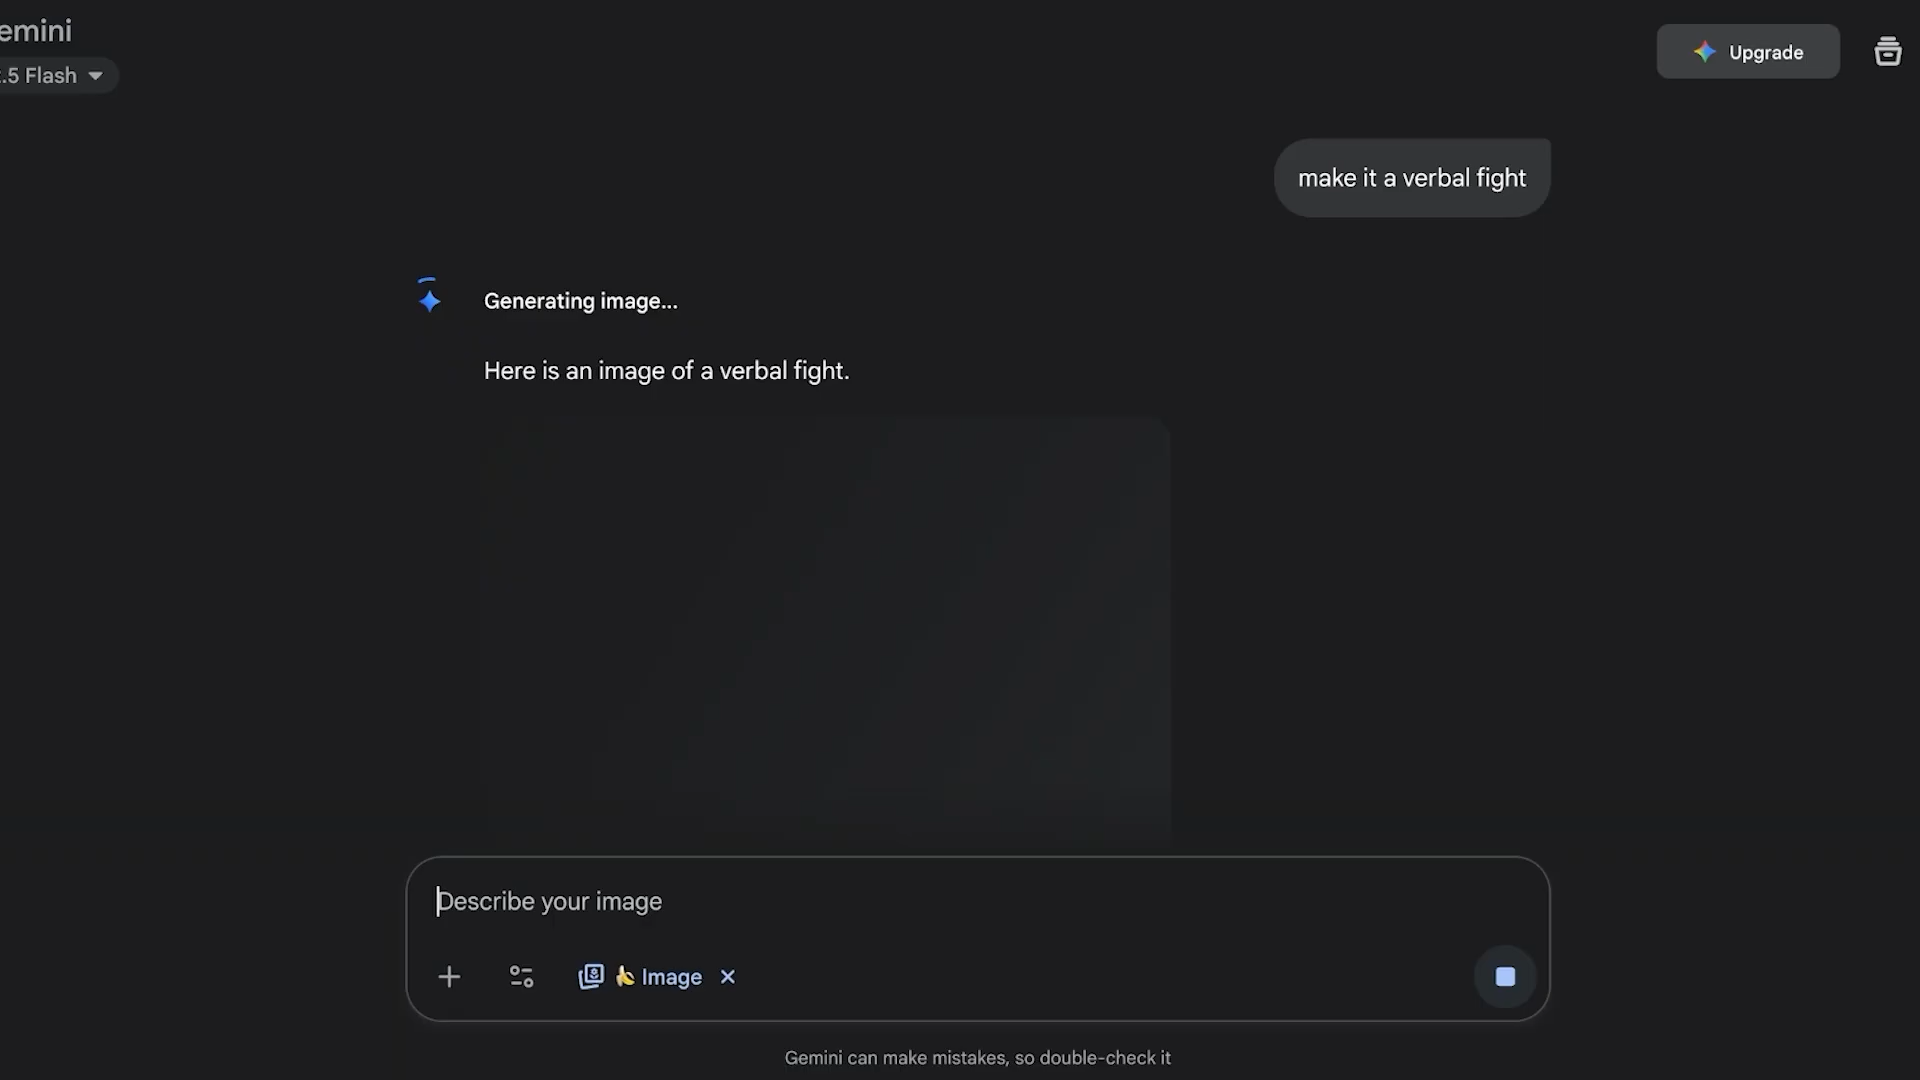 emini
.5 Flash
Upgrade
make it a verbal fight
Generating image...
Here is an image of a verbal fight.
Describe your image
Image
Gemini can make mistakes, so double-check it